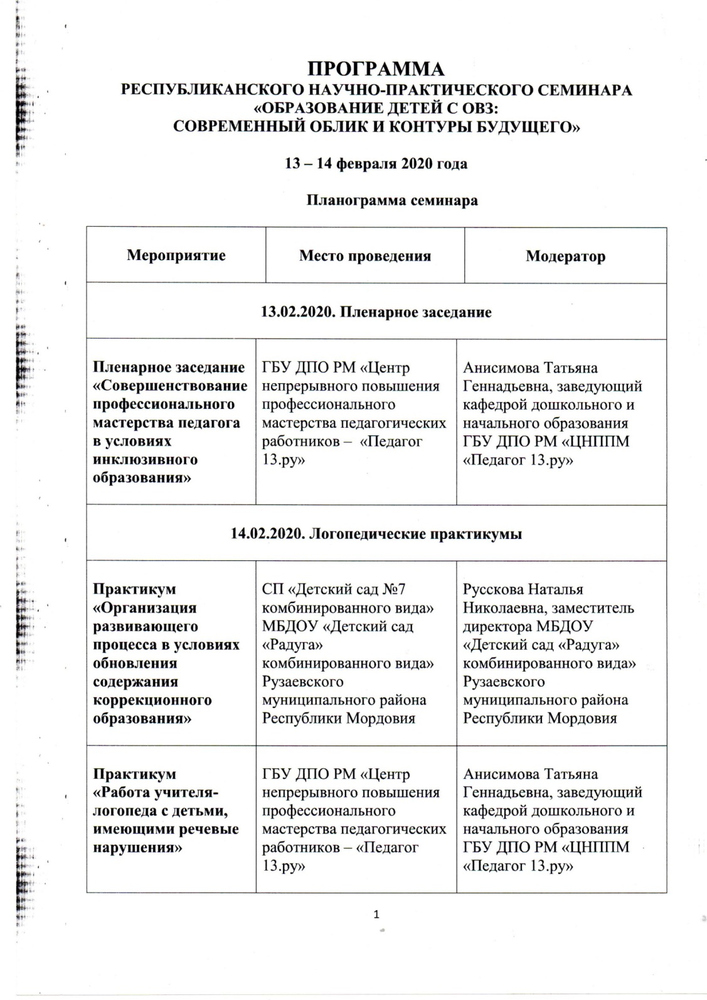 ПРОГРАММА
РЕСПУБЛИКАНСКОГО НАУЧНО-ПРАКТИЧЕСКОГО СЕМИНАРА
«ОБРАЗОВАНИЕ ДЕТЕЙ С ОВЗ:
СОВРЕМЕННЫЙ ОБЛИК И КОНТУРЫ БУДУЩЕГО»
13 – 14 февраля 2020 года
Планограмма семинара
Мероприятие
Место проведения
Модератор
13.02.2020. Пленарное заседание
Пленарное заседание
«Совершенствование
профессионального
мастерства педагога
в условиях
инклюзивного
образования»
ГБУ ДПО РМ «Центр
непрерывного повышения
профессионального
мастерства педагогических
работников – «Педагог
13.ру»
Анисимова Татьяна
Геннадьевна, заведующий
кафедрой дошкольного и
начального образования
ГБУ ДПО РМ «ЦНППМ
«Педагог 13.ру»
14.02.2020. Логопедические практикумы
Практикум
«Организация
развивающего
процесса в условиях
обновления
содержания
коррекционного
образования»
СП «Детский сад №7
комбинированного вида»
МБДОУ «Детский сад
«Радуга»
комбинированного вида»
Рузаевского
муниципального района
Республики Мордовия
Русскова Наталья
Николаевна, заместитель
директора МБДОУ
«Детский сад «Радуга»
комбинированного вида»
Рузаевского
муниципального района
Республики Мордовия
Практикум
«Работа учителя-
логопеда с детьми,
имеющими речевые
нарушения»
ГБУ ДПО РМ «Центр
непрерывного повышения
профессионального
мастерства педагогических
работников – «Педагог
13.ру»
Анисимова Татьяна
Геннадьевна, заведующий
кафедрой дошкольного и
начального образования
ГБУ ДПО РМ «ЦНППМ
«Педагог 13.ру»
1